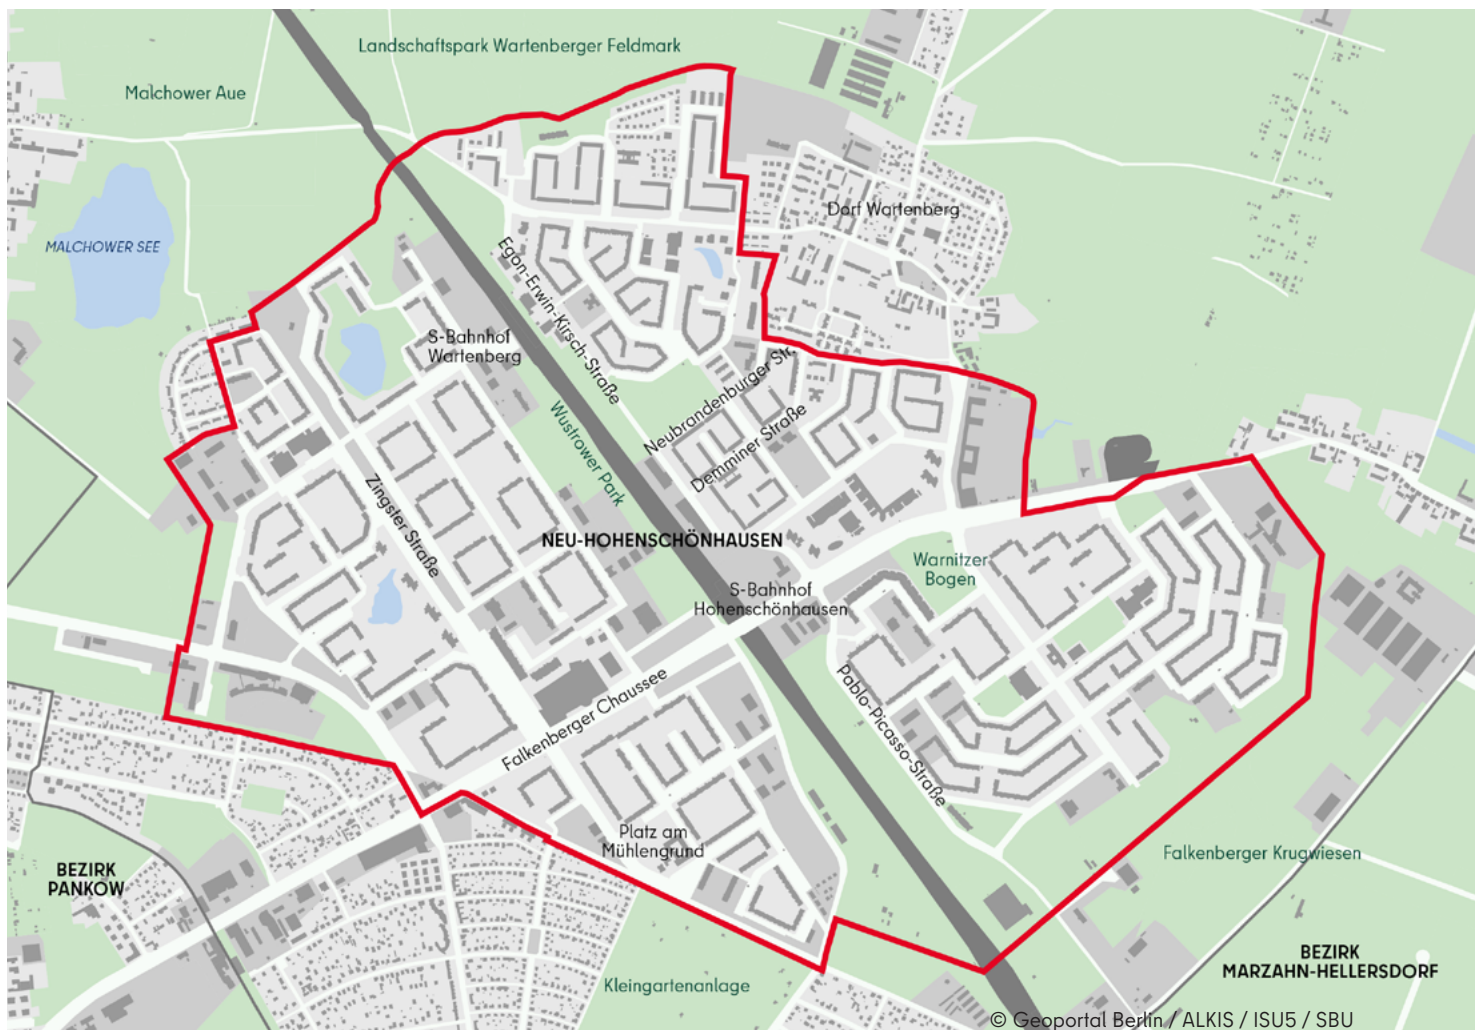 Landschaftspark Wartenberger Feldmark
Malchower Aue
Dorf Wartenberg
MALCHOWER SEE
Egon-Erwin-Kirsch-Straße
S-Bahnhof
Wartenberg
Neubrandenburger Str.
Wustrower Park
Demminer Straße
Zingster Straße
NEU-HOHENSCHÖNHAUSEN
Warnitzer
Bogen
S-Bahnhof
Hohenschönhausen
Falkenberger Chaussee
Pablo-Picasso-Straße
Platz am
Mühlengrund
Falkenberger Krugwiesen
BEZIRK
PANKOW
BEZIRK
MARZAHN-HELLERSDORF
Kleingartenanlage
© Geoportal Berlin / ALKIS / ISU5 / SBU